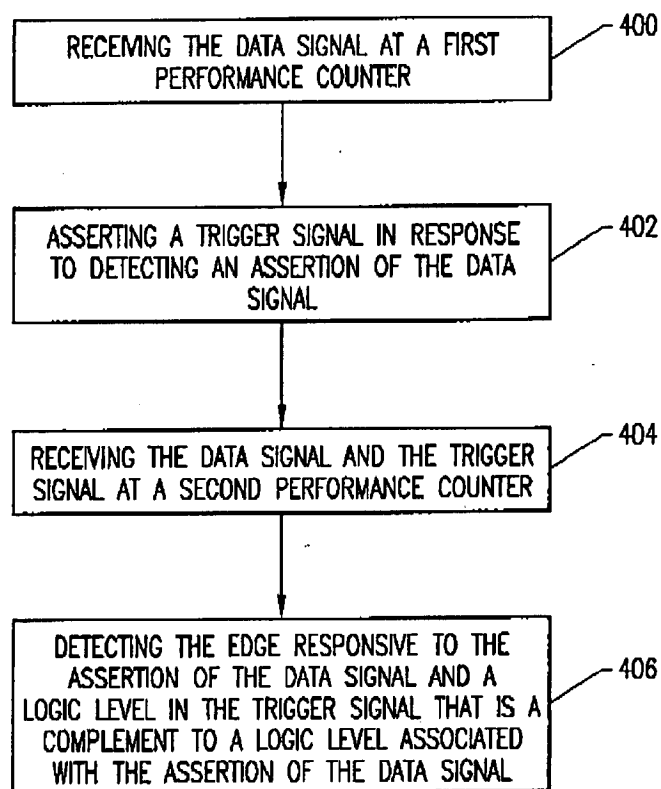 RECEIVING THE DATA SIGNAL AT A FIRST
PERFORMANCE COUNTER
400
ASSERTING A TRIGGER SIGNAL IN RESPONSE
TO DETECTING AN ASSERTION OF THE DATA
SIGNAL
402
RECEIVING THE DATA SIGNAL AND THE TRIGGER
SIGNAL AT A SECOND PERFORMANCE COUNTER
404
DETECTING THE EDGE RESPONSIVE TO THE
ASSERTION OF THE DATA SIGNAL AND A
LOGIC LEVEL IN THE TRIGGER SIGNAL THAT IS A
COMPLEMENT TO A LOGIC LEVEL ASSOCIATED
WITH THE ASSERTION OF THE DATA SIGNAL
406